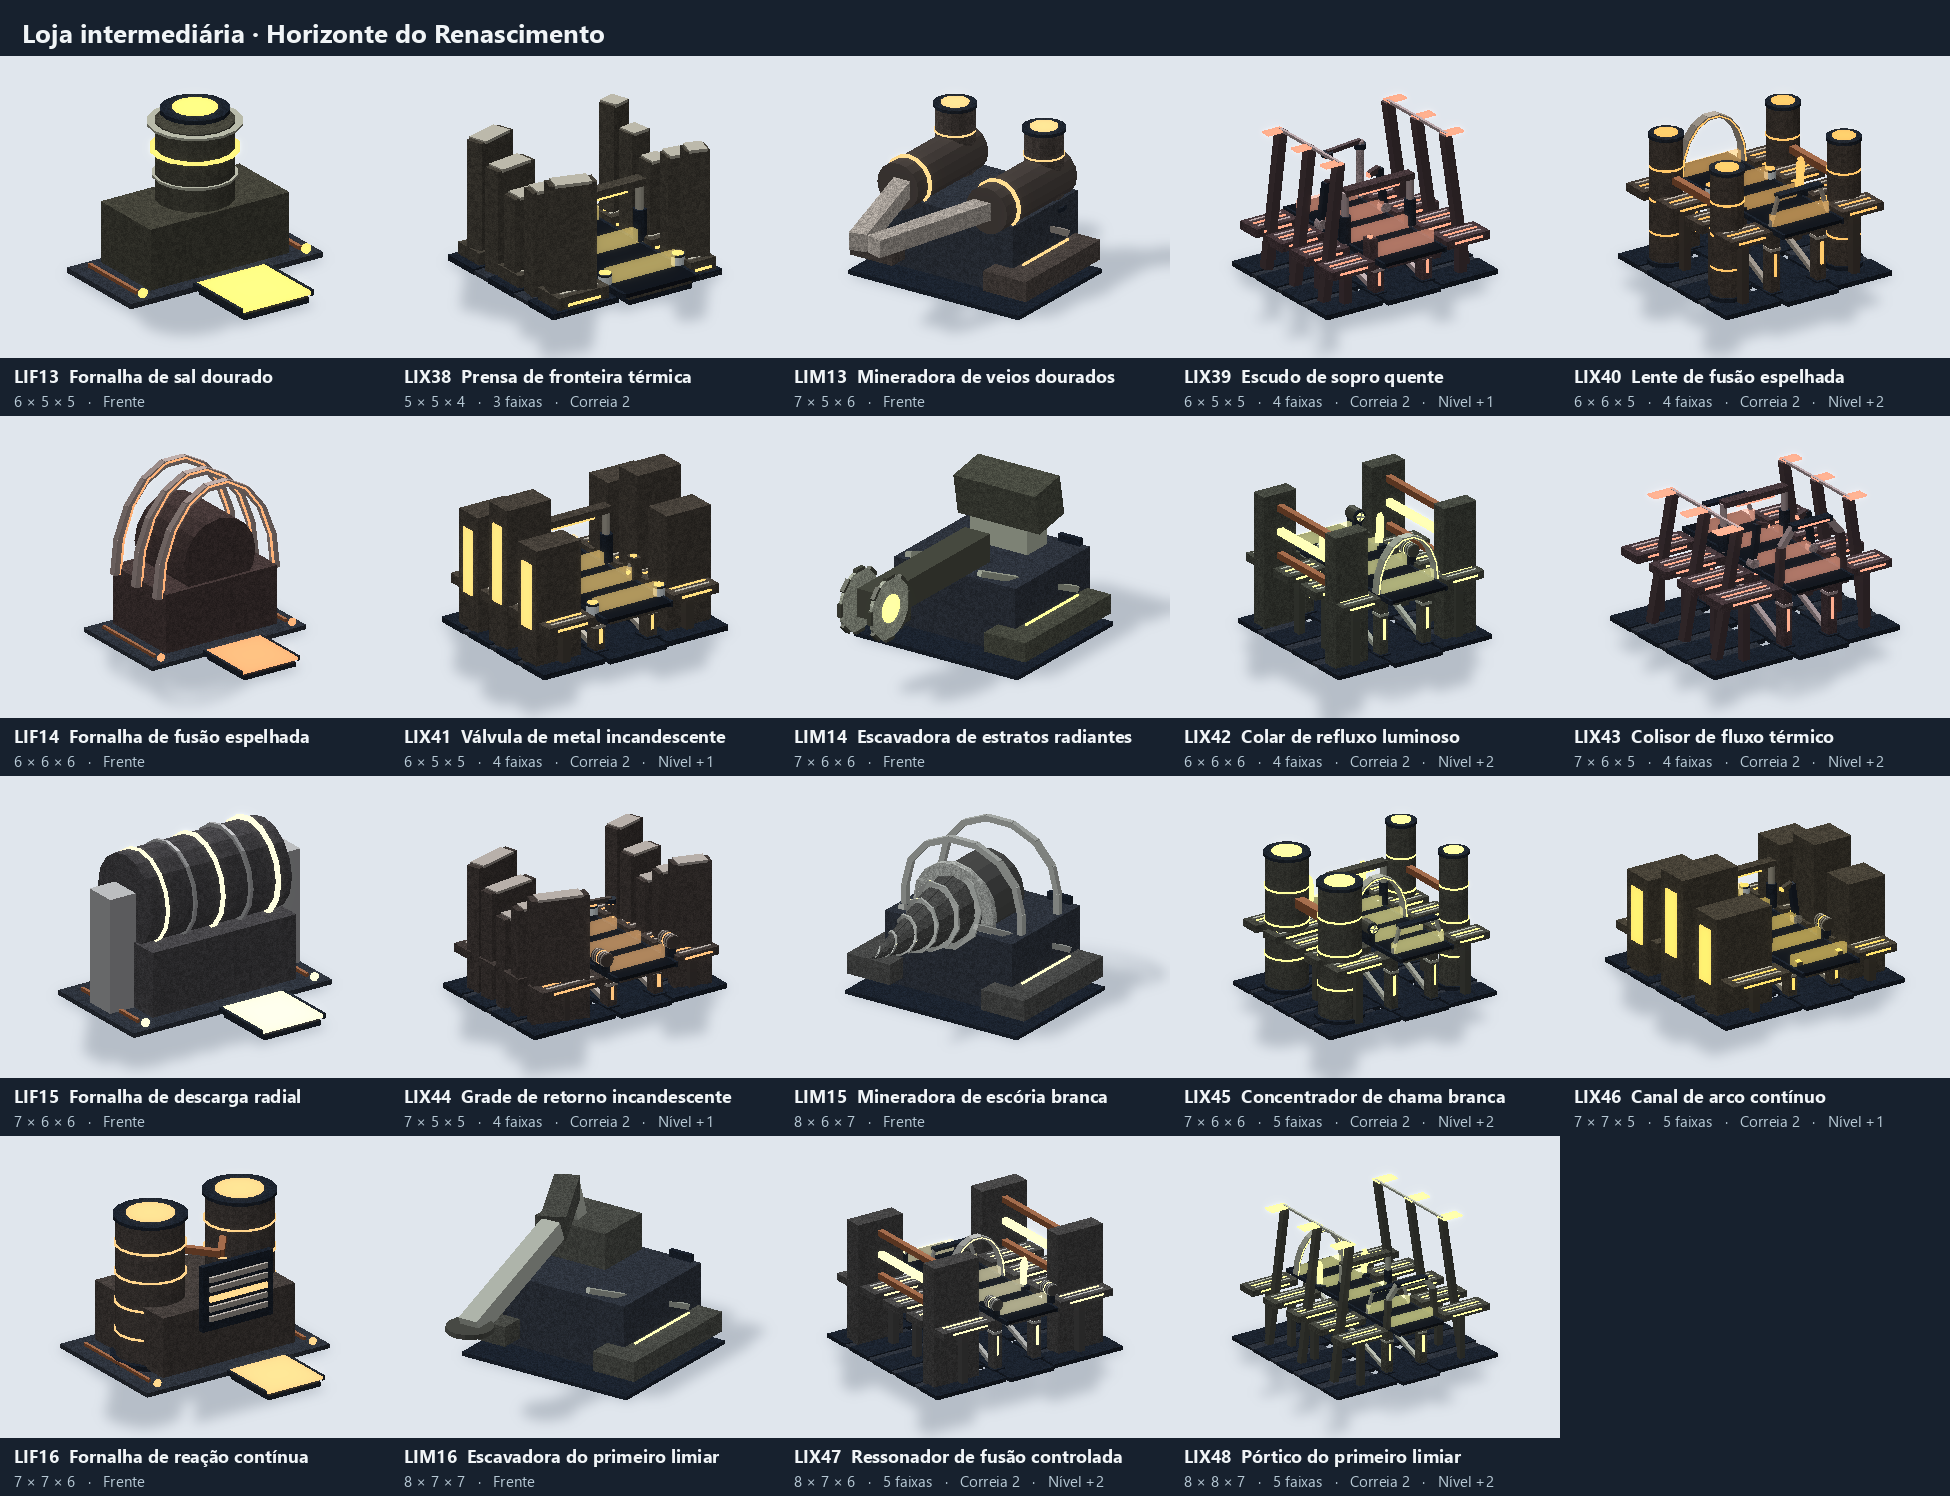 Loja intermediária · Horizonte do Renascimento
LIF13 Fornalha de sal dourado
6 × 5 × 5 · Frente
LIX38 Prensa de fronteira térmica
5 × 5 × 4 · 3 faixas · Correia 2
LIM13 Mineradora de veios dourados
7 × 5 × 6 · Frente
LIX39 Escudo de sopro quente
6 × 5 × 5 · 4 faixas · Correia 2 · Nível +1
LIX40 Lente de fusão espelhada
6 × 6 × 5 · 4 faixas · Correia 2 · Nível +2
LIF14 Fornalha de fusão espelhada
6 × 6 × 6 · Frente
LIX41 Válvula de metal incandescente
6 × 5 × 5 · 4 faixas · Correia 2 · Nível +1
LIM14 Escavadora de estratos radiantes
7 × 6 × 6 · Frente
LIX42 Colar de refluxo luminoso
6 × 6 × 6 · 4 faixas · Correia 2 · Nível +2
LIX43 Colisor de fluxo térmico
7 × 6 × 5 · 4 faixas · Correia 2 · Nível +2
LIF15 Fornalha de descarga radial
7 × 6 × 6 · Frente
LIX44 Grade de retorno incandescente
7 × 5 × 5 · 4 faixas · Correia 2 · Nível +1
LIM15 Mineradora de escória branca
8 × 6 × 7 · Frente
LIX45 Concentrador de chama branca
7 × 6 × 6 · 5 faixas · Correia 2 · Nível +2
LIX46 Canal de arco contínuo
7 × 7 × 5 · 5 faixas · Correia 2 · Nível +1
LIF16 Fornalha de reação contínua
7 × 7 × 6 · Frente
LIM16 Escavadora do primeiro limiar
8 × 7 × 7 · Frente
LIX47 Ressonador de fusão controlada
8 × 7 × 6 · 5 faixas · Correia 2 · Nível +2
LIX48 Pórtico do primeiro limiar
8 × 8 × 7 · 5 faixas · Correia 2 · Nível +2